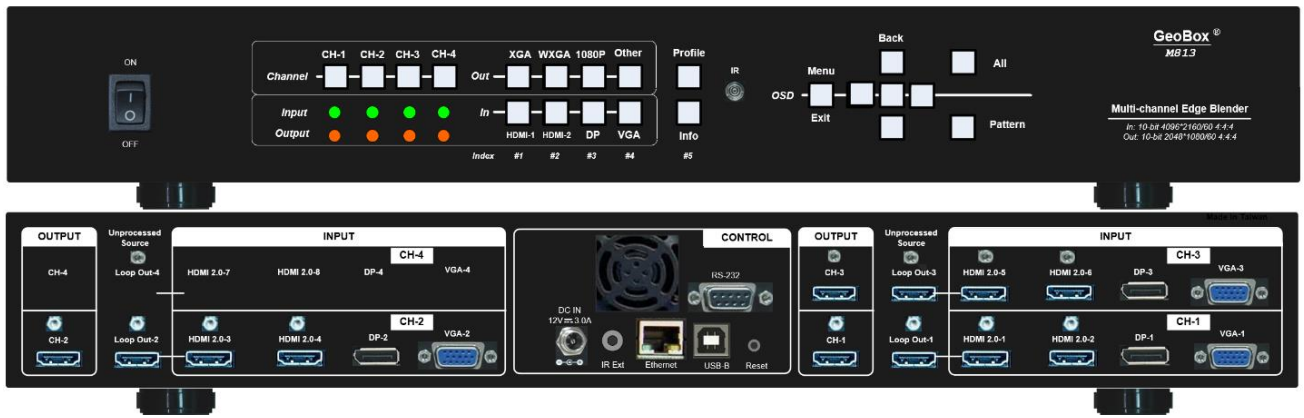 ON
OFF
CH-1 CH-2 CH-3 CH-4
XGA WXGA 1080P Other
Profile
Channel
Out
Input
In
Output
HDMI-1 HDMI-2 DP VGA
Info
Index #1 #2 #3 #4 #5
IR
Back
Menu
All
OSD
Exit
Pattern
GeoBox ®
M813
Multi-channel Edge Blender
In: 10-bit 4096*2160/60 4:4:4
Out: 10-bit 2048*1080/60 4:4:4
Made in Taiwan
OUTPUT
Unprocessed
Source
INPUT
CH-4
CH-4
Loop Out-4
HDMI 2.0-7
HDMI 2.0-8
DP-4
VGA-4
CH-2
CH-2
Loop Out-2
HDMI 2.0-3
HDMI 2.0-4
DP-2
VGA-2
CONTROL
RS-232
DC IN
12V⎓3.0A
IR Ext
Ethernet
USB-B
Reset
OUTPUT
Unprocessed
Source
INPUT
CH-3
CH-3
Loop Out-3
HDMI 2.0-5
HDMI 2.0-6
DP-3
VGA-3
CH-1
CH-1
Loop Out-1
HDMI 2.0-1
HDMI 2.0-2
DP-1
VGA-1